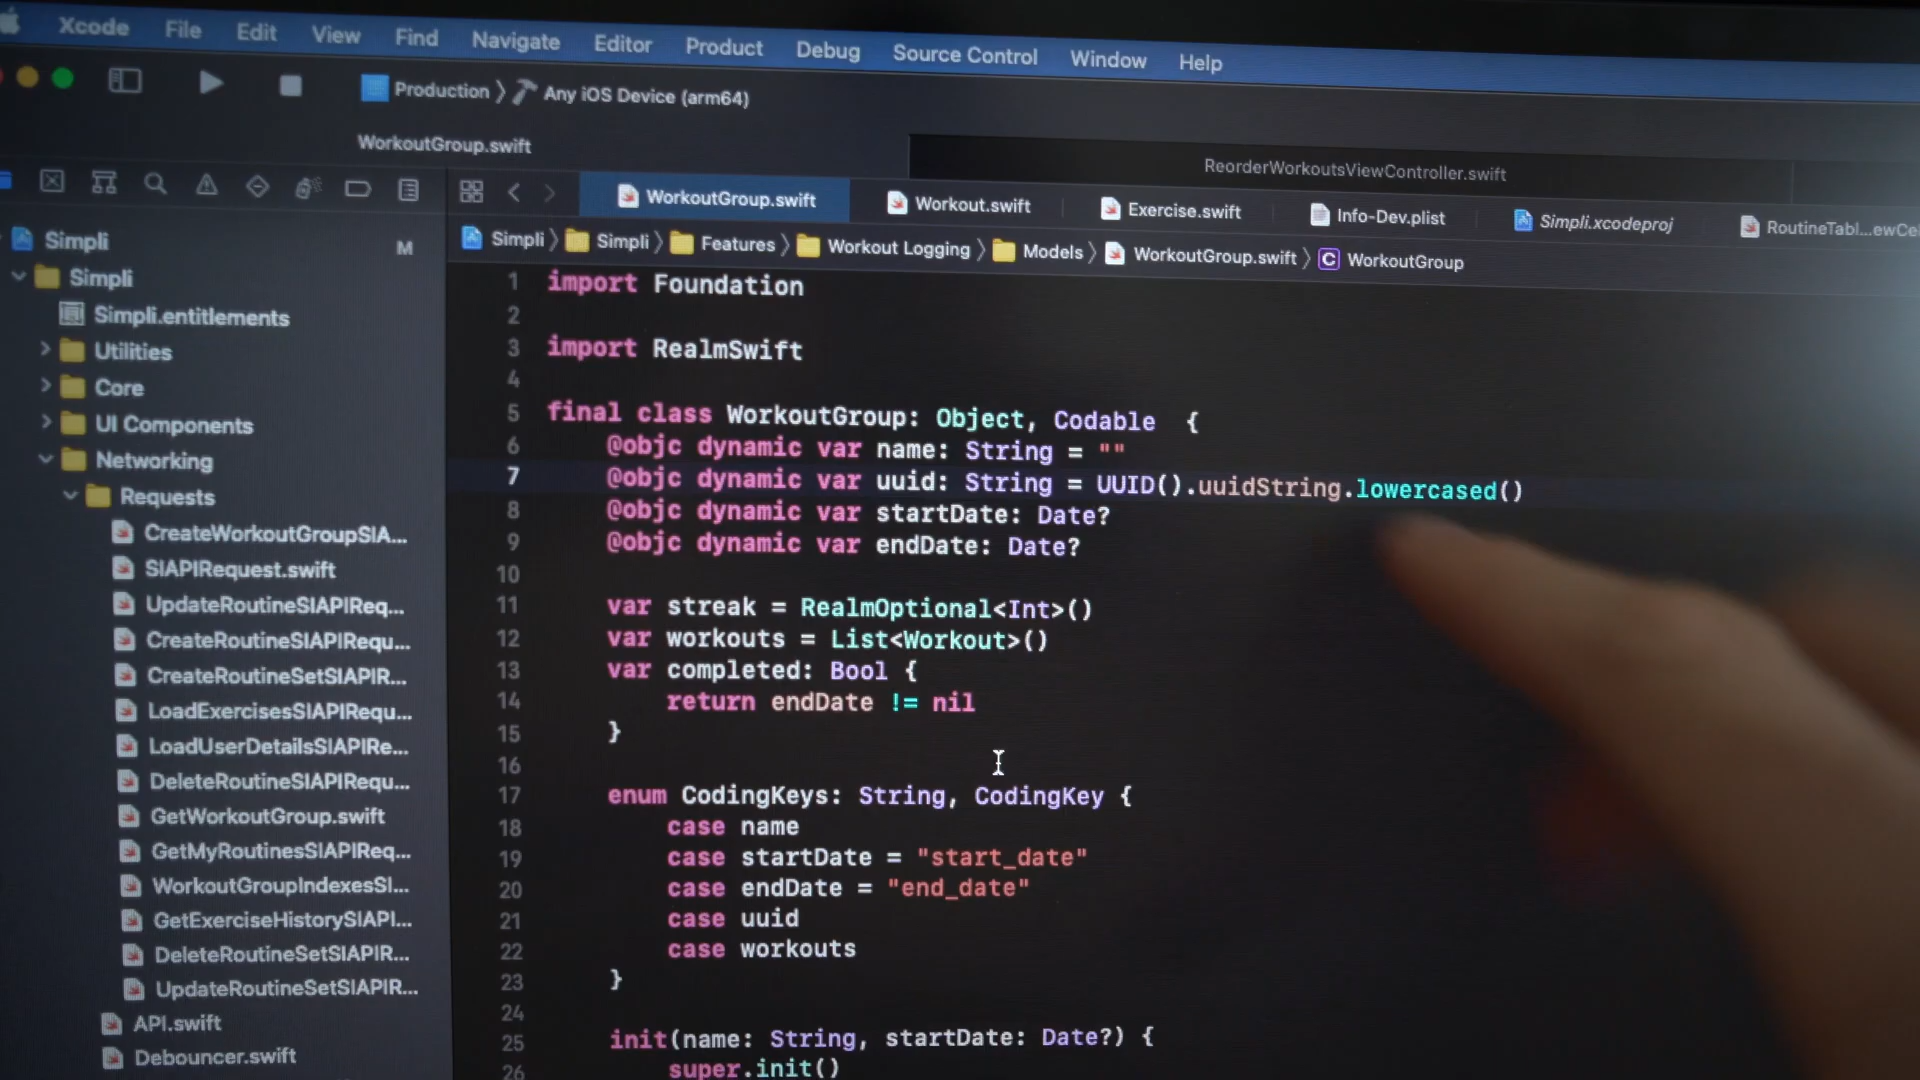 Xcode File Edit View Find Navigate Editor Product Debug Source Control Window Help
Production 〉 Any iOS Device (arm64)
WorkoutGroup.swift
ReorderWorkoutsViewController.swift
WorkoutGroup.swift Workout.swift Exercise.swift Info-Dev.plist Simpli.xcodeproj RoutineTabl...ewCe
Simpli 〉 Simpli 〉 Features 〉 Workout Logging 〉 Models 〉 WorkoutGroup.swift 〉 C WorkoutGroup
Simpli M
Simpli
Simpli.entitlements
Utilities
Core
UI Components
Networking
Requests
CreateWorkoutGroupSIA...
SIAPIRequest.swift
UpdateRoutineSIAPIReq...
CreateRoutineSIAPIRequ...
CreateRoutineSetSIAPIR...
LoadExercisesSIAPIRequ...
LoadUserDetailsSIAPIRe...
DeleteRoutineSIAPIRequ...
GetWorkoutGroup.swift
GetMyRoutinesSIAPIReq...
WorkoutGroupIndexesSI...
GetExerciseHistorySIAPI...
DeleteRoutineSetSIAPIR...
UpdateRoutineSetSIAPIR...
API.swift
Debouncer.swift
1 import Foundation
2
3 import RealmSwift
4
5 final class WorkoutGroup: Object, Codable {
6 @objc dynamic var name: String = ""
7 @objc dynamic var uuid: String = UUID().uuidString.lowercased()
8 @objc dynamic var startDate: Date?
9 @objc dynamic var endDate: Date?
10
11 var streak = RealmOptional<Int>()
12 var workouts = List<Workout>()
13 var completed: Bool {
14 return endDate != nil
15 }
16
17 enum CodingKeys: String, CodingKey {
18 case name
19 case startDate = "start_date"
20 case endDate = "end_date"
21 case uuid
22 case workouts
23 }
24
25 init(name: String, startDate: Date?) {
26 super.init()